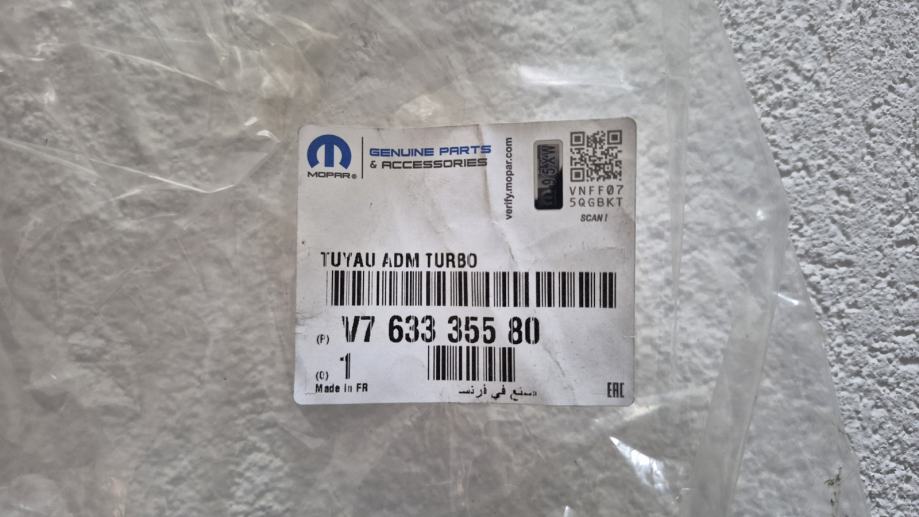 MOPAR®
GENUINE PARTS
& ACCESSORIES
verify.mopar.com
VNFF07
5QGBKT
SCAN!
TUYAU ADM TURBO
(P) V7 633 355 80
(Q) 1
Made in FR
صنع في فرنسا
EAC